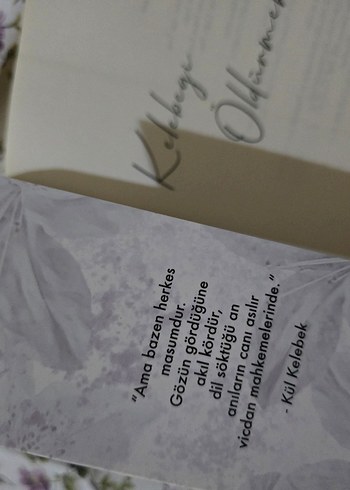 Kelebeği
Öldürmek
"Ama bazen herkes
masumdur.
Gözün gördüğüne
akıl kördür,
dil söktüğü an
anıların canı asılır
vicdan mahkemelerinde."
- Kül Kelebek